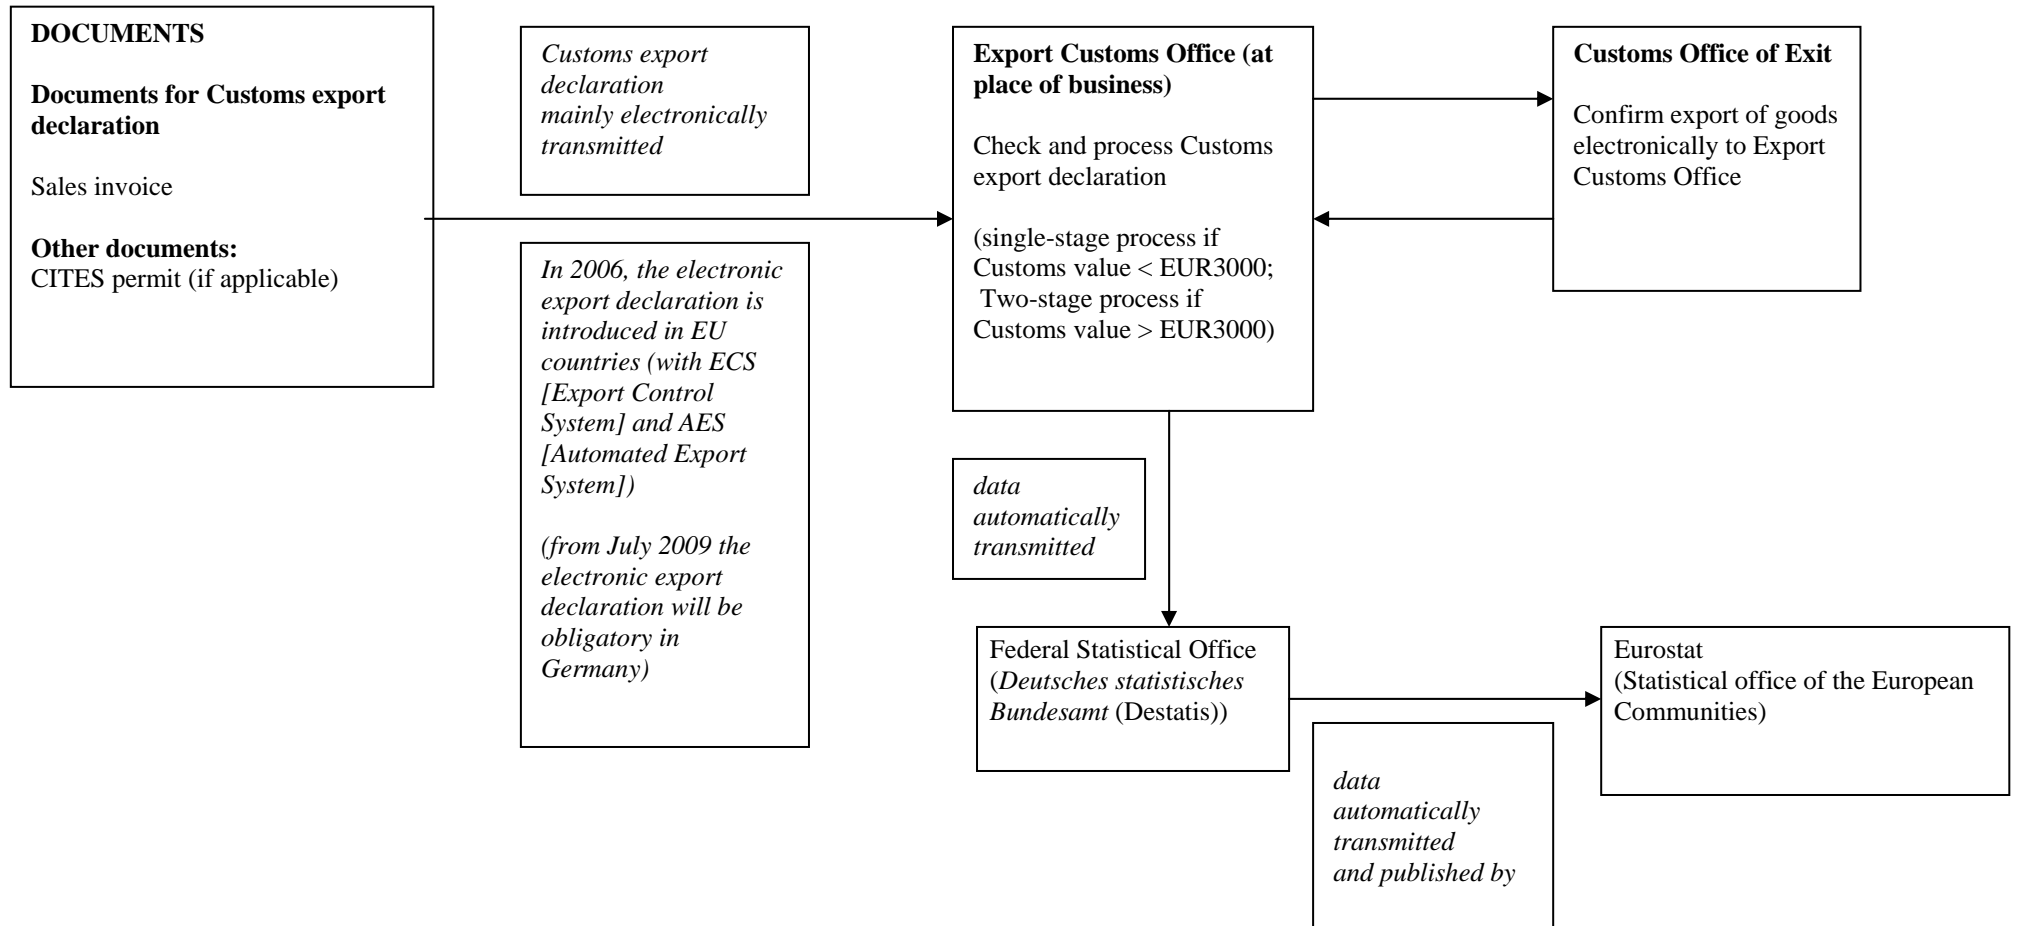 DOCUMENTS
Documents for Customs export
declaration
Sales invoice
Other documents:
CITES permit (if applicable)
Customs export
declaration
mainly electronically
transmitted
In 2006, the electronic
export declaration is
introduced in EU
countries (with ECS
[Export Control
System] and AES
[Automated Export
System])
(from July 2009 the
electronic export
declaration will be
obligatory in
Germany)
Export Customs Office (at
place of business)
Check and process Customs
export declaration
(single-stage process if
Customs value < EUR3000;
Two-stage process if
Customs value > EUR3000)
Customs Office of Exit
Confirm export of goods
electronically to Export
Customs Office
data
automatically
transmitted
Federal Statistical Office
(Deutsches statistisches
Bundesamt (Destatis))
data
automatically
transmitted
and published by
Eurostat
(Statistical office of the European
Communities)